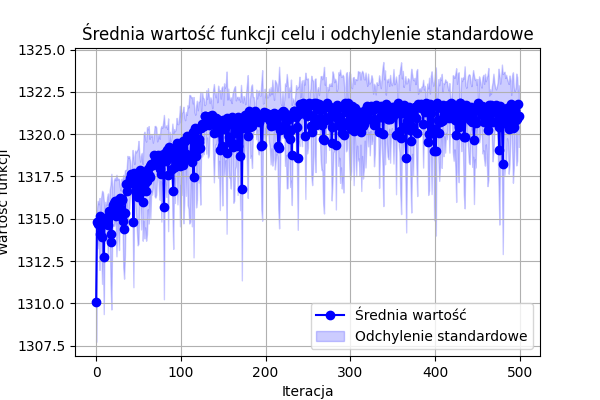 Średnia wartość funkcji celu i odchylenie standardowe
1325.0
1322.5
1320.0
1317.5
1315.0
1312.5
1310.0
1307.5
Wartość funkcji
0
100
200
300
400
500
Iteracja
Średnia wartość
Odchylenie standardowe